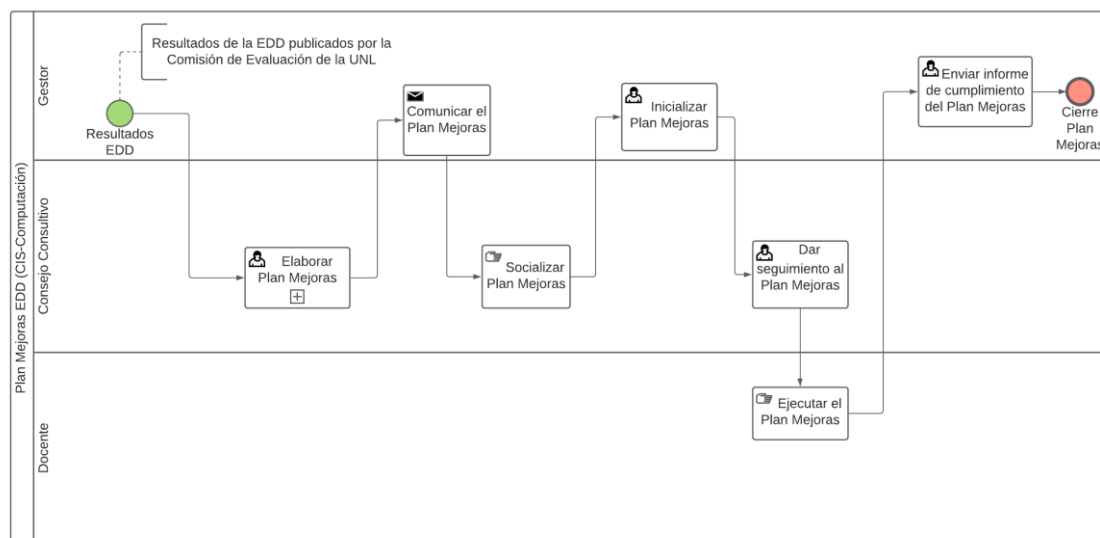 Plan Mejoras EDD (CIS-Computación)
Gestor
Resultados de la EDD publicados por la
Comisión de Evaluación de la UNL
Resultados
EDD
Comunicar el
Plan Mejoras
Inicializar
Plan Mejoras
Enviar informe
de cumplimiento
del Plan Mejoras
Cierre
Plan
Mejoras
Consejo Consultivo
Elaborar
Plan Mejoras
Socializar
Plan Mejoras
Dar
seguimiento al
Plan Mejoras
Docente
Ejecutar el
Plan Mejoras